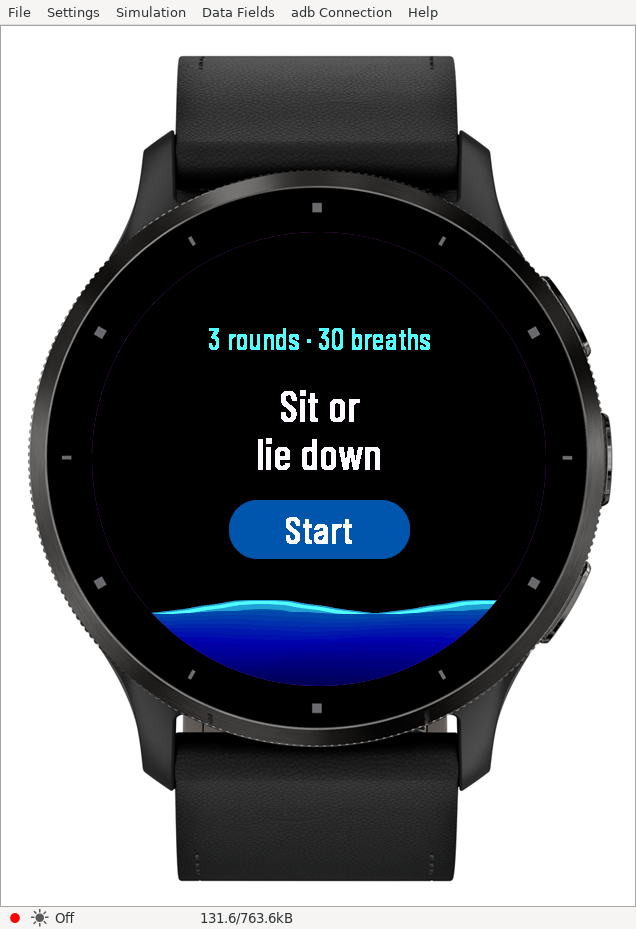 File Settings Simulation Data Fields adb Connection Help
3 rounds · 30 breaths
Sit or
lie down
Start
Off 131.6/763.6kB